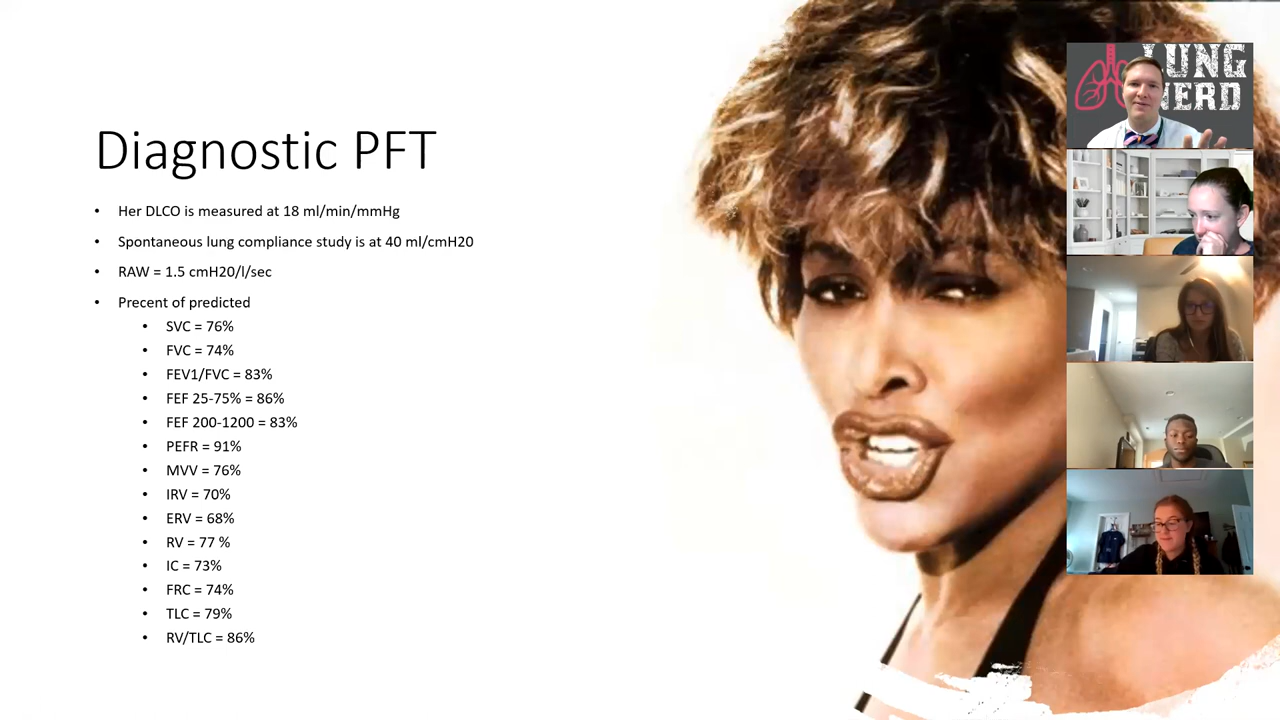 Diagnostic PFT
• Her DLCO is measured at 18 ml/min/mmHg
• Spontaneous lung compliance study is at 40 ml/cmH20
• RAW = 1.5 cmH20/l/sec
• Precent of predicted
• SVC = 76%
• FVC = 74%
• FEV1/FVC = 83%
• FEF 25-75% = 86%
• FEF 200-1200 = 83%
• PEFR = 91%
• MVV = 76%
• IRV = 70%
• ERV = 68%
• RV = 77 %
• IC = 73%
• FRC = 74%
• TLC = 79%
• RV/TLC = 86%
LUNG
NERD